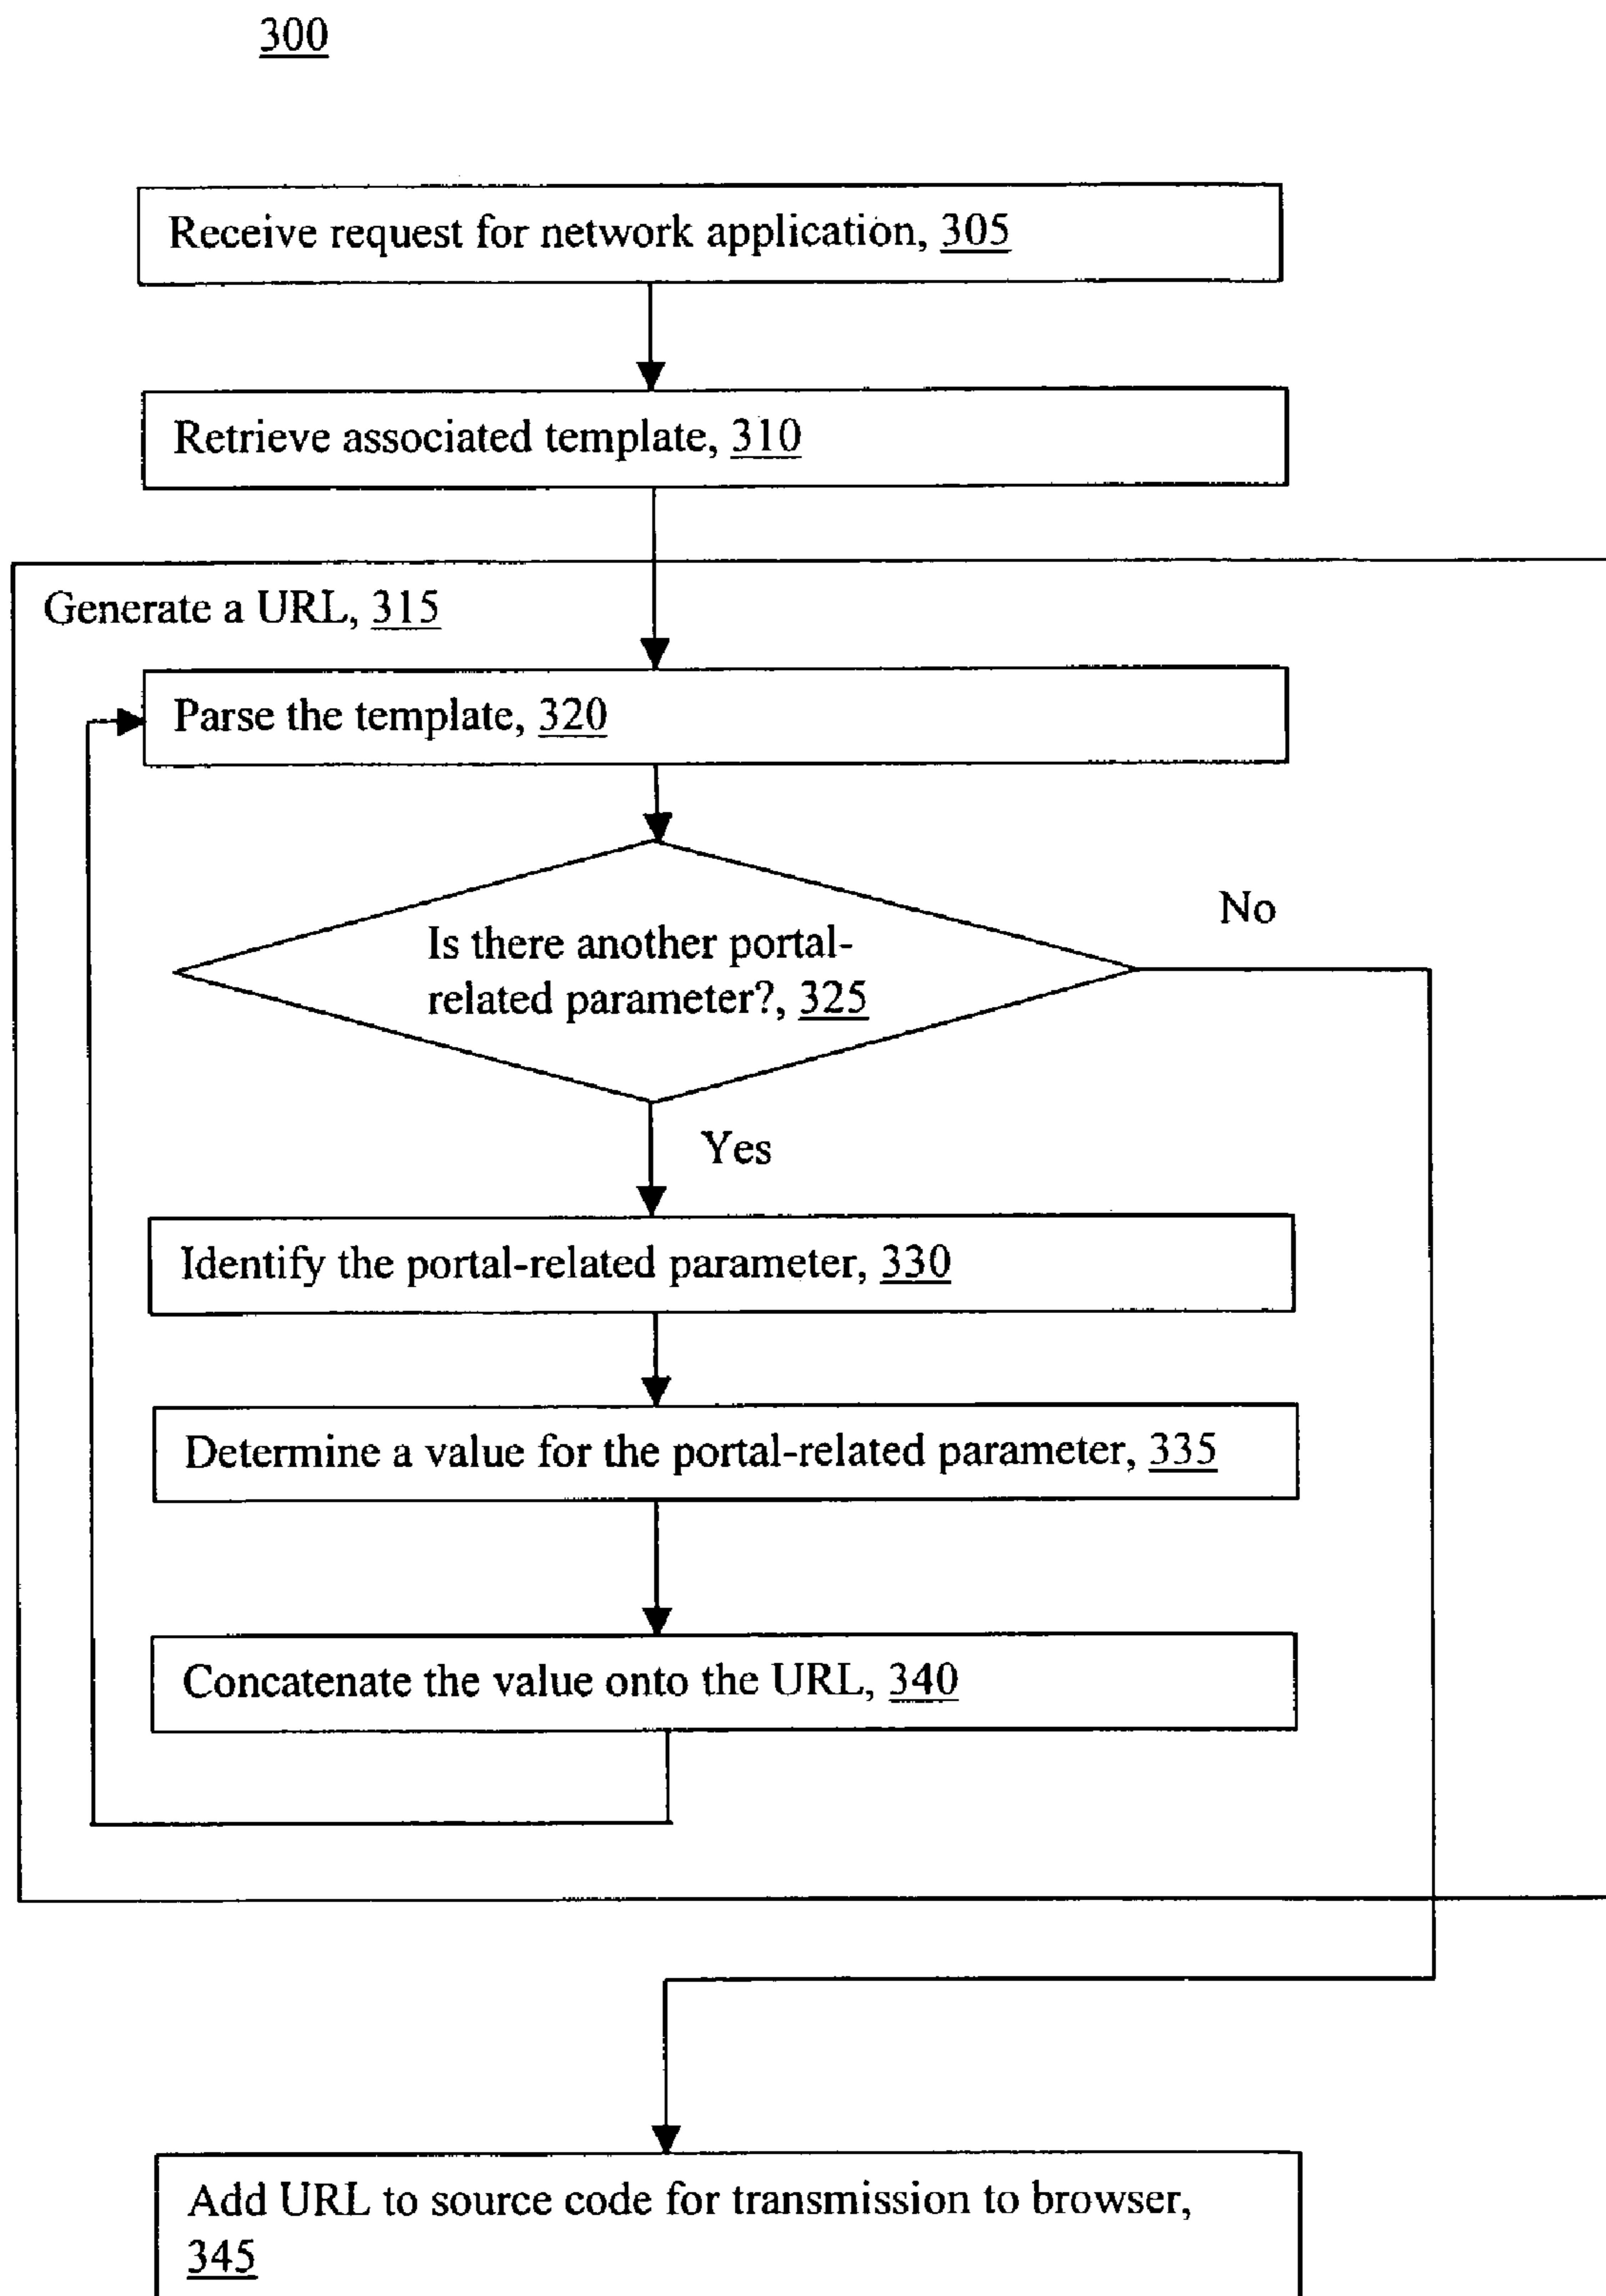 300
Receive request for network application, 305
Retrieve associated template, 310
Generate a URL, 315
Parse the template, 320
Is there another portal-
related parameter?, 325
No
Yes
Identify the portal-related parameter, 330
Determine a value for the portal-related parameter, 335
Concatenate the value onto the URL, 340
Add URL to source code for transmission to browser,
345